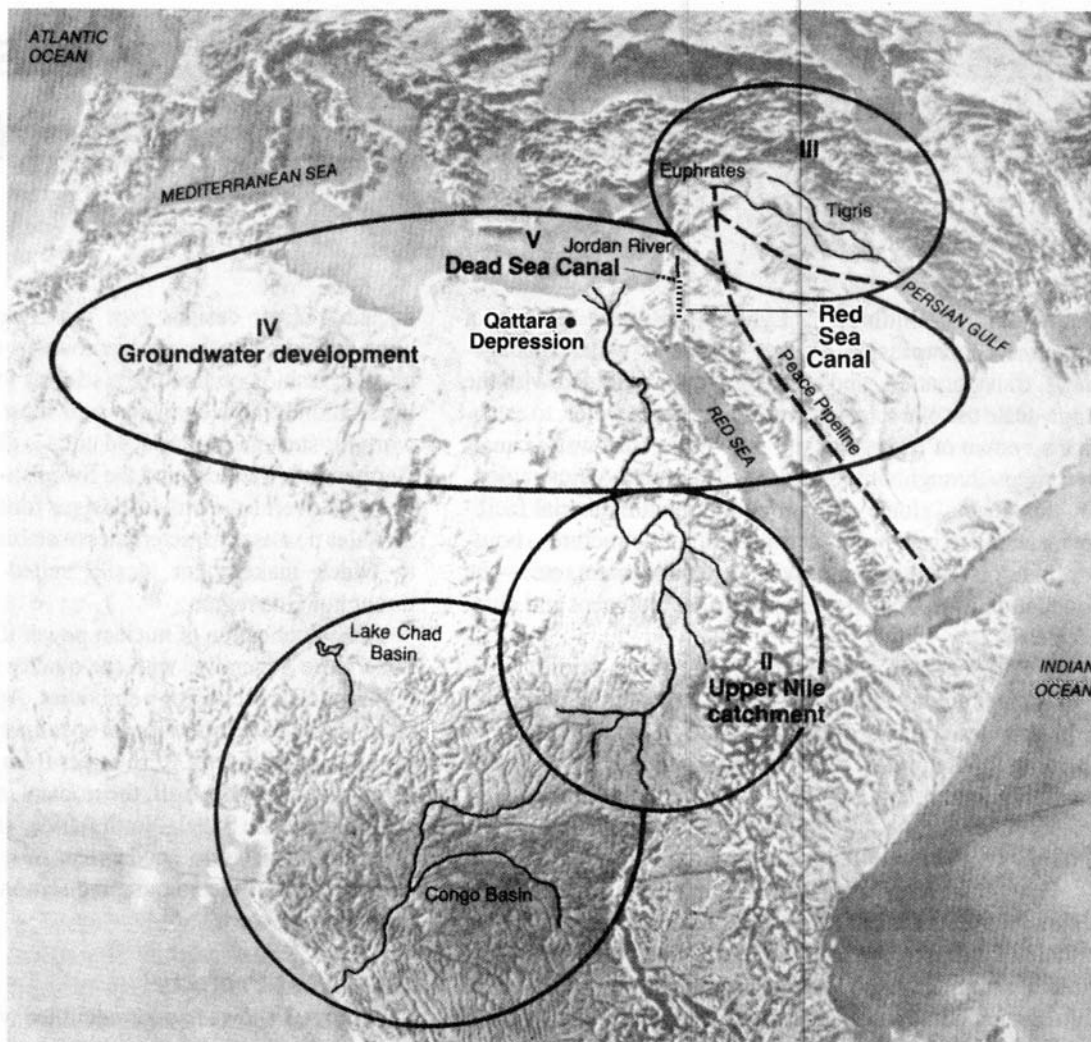 ATLANTIC
OCEAN
III
MEDITERRANEAN SEA
Euphrates
Tigris
V
Jordan River
Dead Sea Canal
PERSIAN GULF
IV
Groundwater development
Qattara
Depression
Red
Sea
Canal
Peace Pipeline
RED SEA
Lake Chad
Basin
II
Upper Nile
catchment
INDIAN
OCEAN
Congo Basin